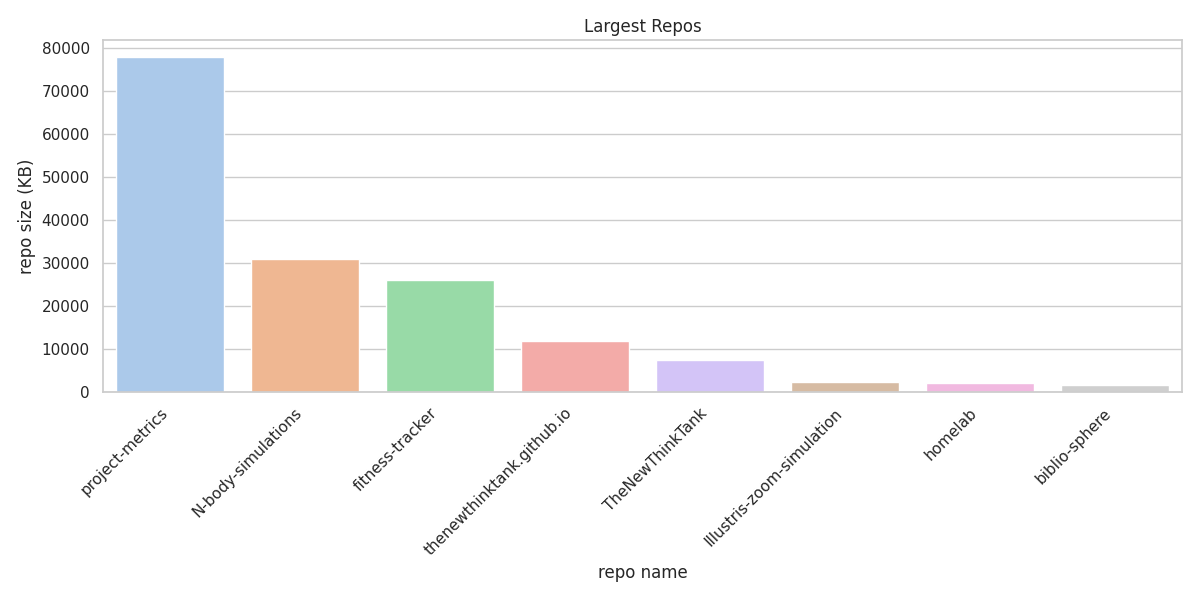 Largest Repos
80000
70000
60000
50000
40000
30000
20000
10000
0
repo size (KB)
project-metrics
N-body-simulations
fitness-tracker
thenewthinktank.github.io
TheNewThinkTank
Illustris-zoom-simulation
homelab
biblio-sphere
repo name